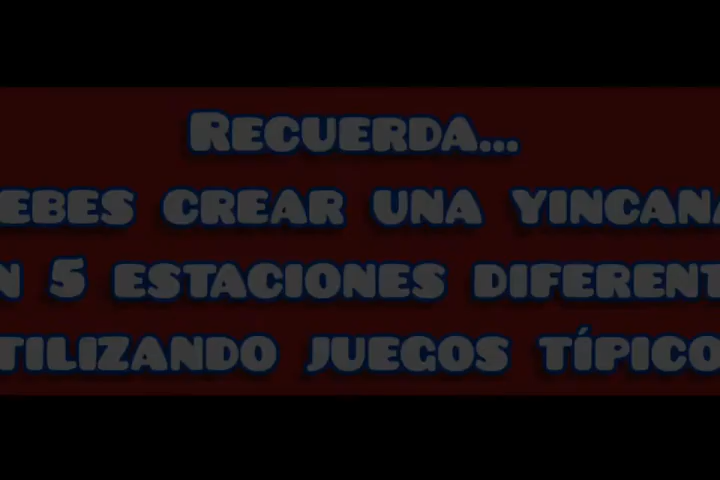 RECUERDA...
EBES CREAR UNA YINCANA
N 5 ESTACIONES DIFERENT
TILIZANDO JUEGOS TÍPICO